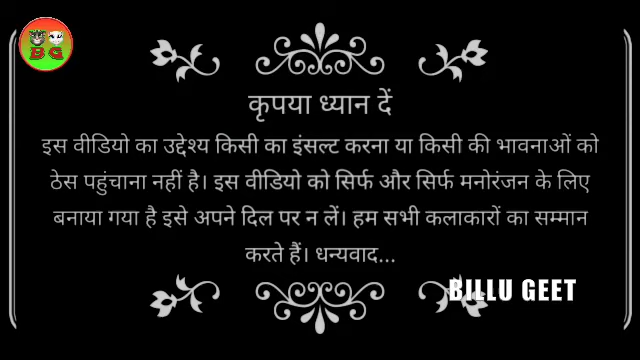 BG
कृपया ध्यान दें
इस वीडियो का उद्देश्य किसी का इंसल्ट करना या किसी की भावनाओं को
ठेस पहुंचाना नहीं है। इस वीडियो को सिर्फ और सिर्फ मनोरंजन के लिए
बनाया गया है इसे अपने दिल पर न लें। हम सभी कलाकारों का सम्मान
करते हैं। धन्यवाद...
BILLU GEET